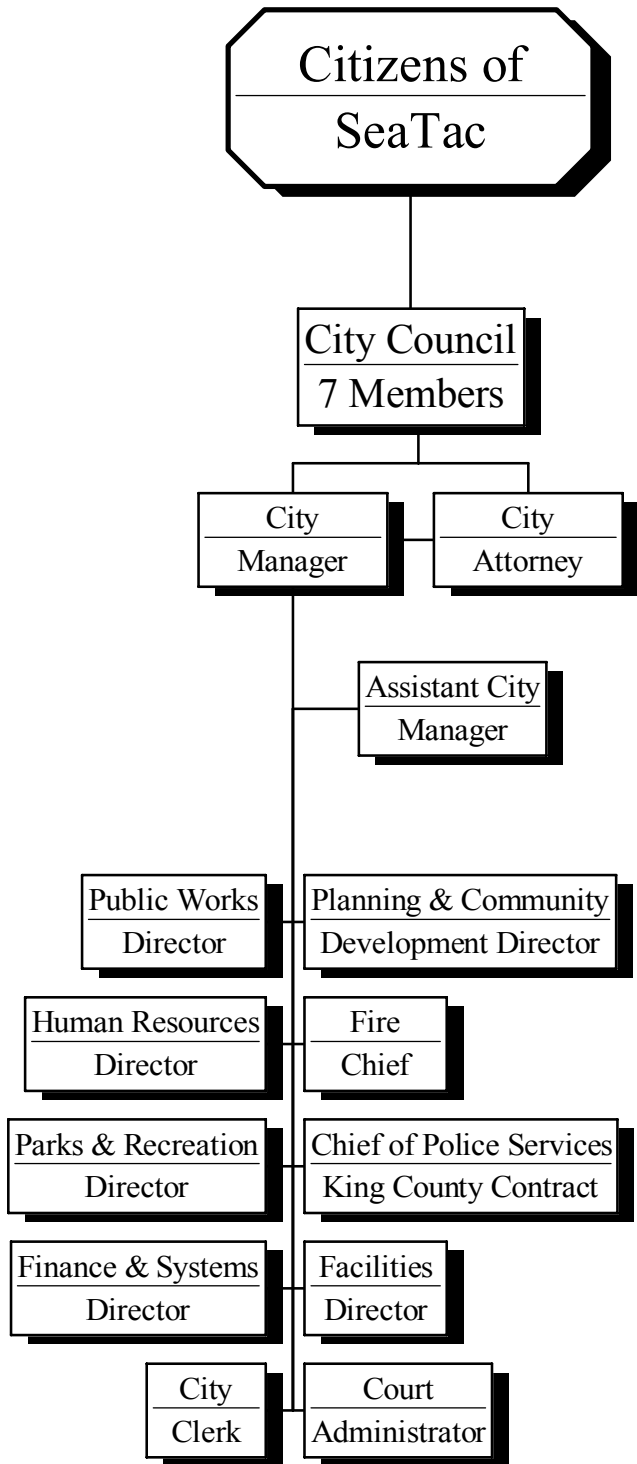 Citizens of
SeaTac
City Council
7 Members
City
Manager
City
Attorney
Assistant City
Manager
Public Works
Director
Planning & Community
Development Director
Human Resources
Director
Fire
Chief
Parks & Recreation
Director
Chief of Police Services
King County Contract
Finance & Systems
Director
Facilities
Director
City
Clerk
Court
Administrator